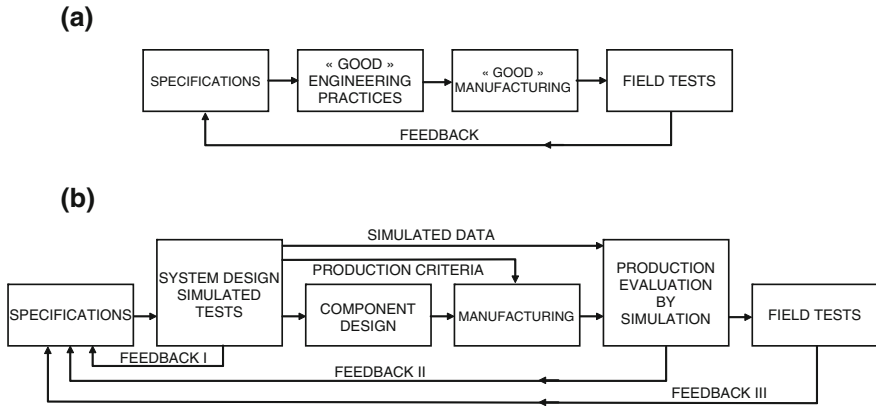 (a)
SPECIFICATIONS
« GOOD »
ENGINEERING
PRACTICES
« GOOD »
MANUFACTURING
FIELD TESTS
FEEDBACK
(b)
SIMULATED DATA
PRODUCTION CRITERIA
SPECIFICATIONS
SYSTEM DESIGN
SIMULATED
TESTS
COMPONENT
DESIGN
MANUFACTURING
PRODUCTION
EVALUATION
BY
SIMULATION
FIELD TESTS
FEEDBACK I
FEEDBACK II
FEEDBACK III